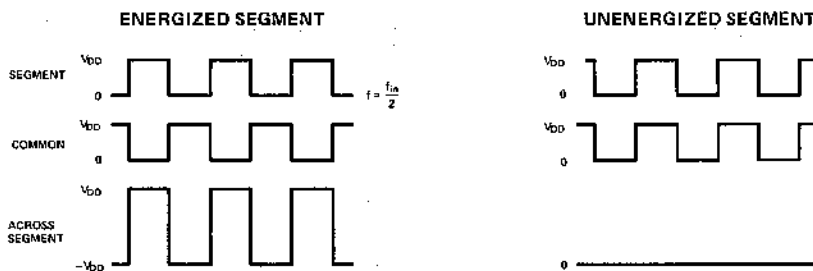 ENERGIZED SEGMENT
UNENERGIZED SEGMENT
SEGMENT
VDD
0
f = fin/2
VDD
0
COMMON
VDD
0
VDD
0
ACROSS
SEGMENT
VDD
-VDD
0